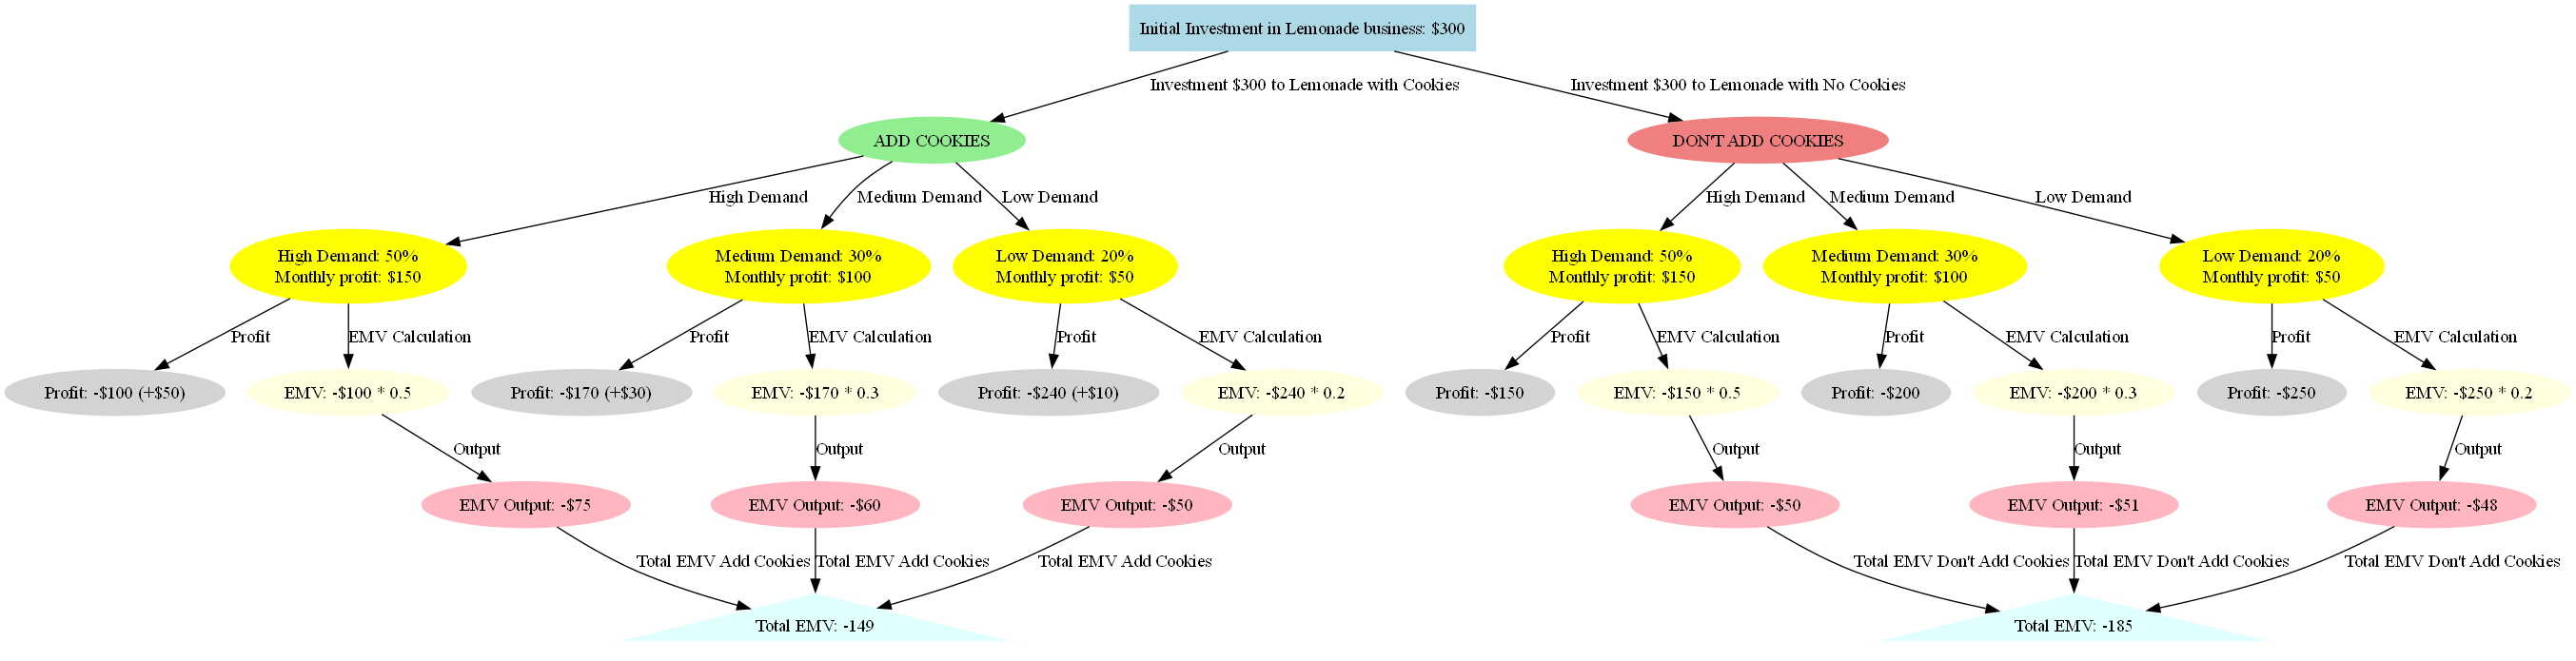 Initial Investment in Lemonade business: $300
Investment $300 to Lemonade with Cookies
Investment $300 to Lemonade with No Cookies
ADD COOKIES
DON'T ADD COOKIES
High Demand
Medium Demand
Low Demand
High Demand
Medium Demand
Low Demand
High Demand: 50%
Monthly profit: $150
Medium Demand: 30%
Monthly profit: $100
Low Demand: 20%
Monthly profit: $50
High Demand: 50%
Monthly profit: $150
Medium Demand: 30%
Monthly profit: $100
Low Demand: 20%
Monthly profit: $50
Profit
EMV Calculation
Profit
EMV Calculation
Profit
EMV Calculation
Profit
EMV Calculation
Profit
EMV Calculation
Profit
EMV Calculation
Profit: -$100 (+$50)
EMV: -$100 * 0.5
Profit: -$170 (+$30)
EMV: -$170 * 0.3
Profit: -$240 (+$10)
EMV: -$240 * 0.2
Profit: -$150
EMV: -$150 * 0.5
Profit: -$200
EMV: -$200 * 0.3
Profit: -$250
EMV: -$250 * 0.2
Output
Output
Output
Output
Output
Output
EMV Output: -$75
EMV Output: -$60
EMV Output: -$50
EMV Output: -$50
EMV Output: -$51
EMV Output: -$48
Total EMV Add Cookies
Total EMV Add Cookies
Total EMV Add Cookies
Total EMV Don't Add Cookies
Total EMV Don't Add Cookies
Total EMV Don't Add Cookies
Total EMV: -149
Total EMV: -185